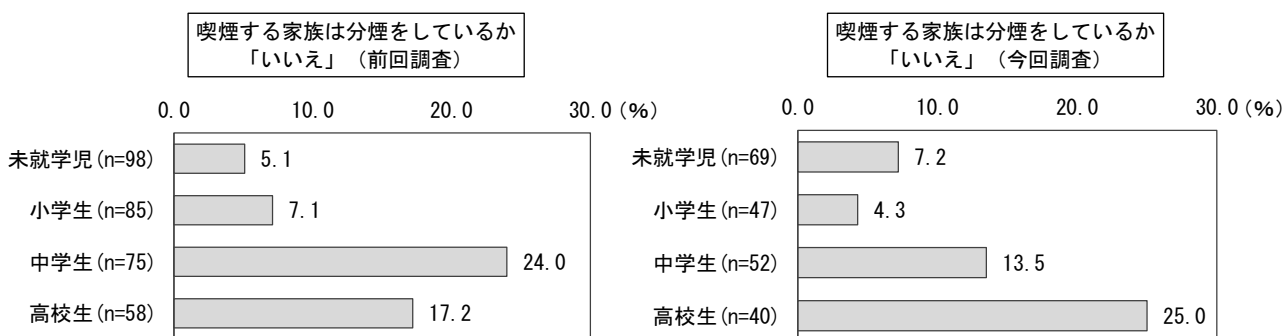 喫煙する家族は分煙をしているか
「いいえ」（前回調査）
0.0 10.0 20.0 30.0(%)
未就学児(n=98) 5.1
小学生(n=85) 7.1
中学生(n=75) 24.0
高校生(n=58) 17.2
喫煙する家族は分煙をしているか
「いいえ」（今回調査）
0.0 10.0 20.0 30.0(%)
未就学児(n=69) 7.2
小学生(n=47) 4.3
中学生(n=52) 13.5
高校生(n=40) 25.0